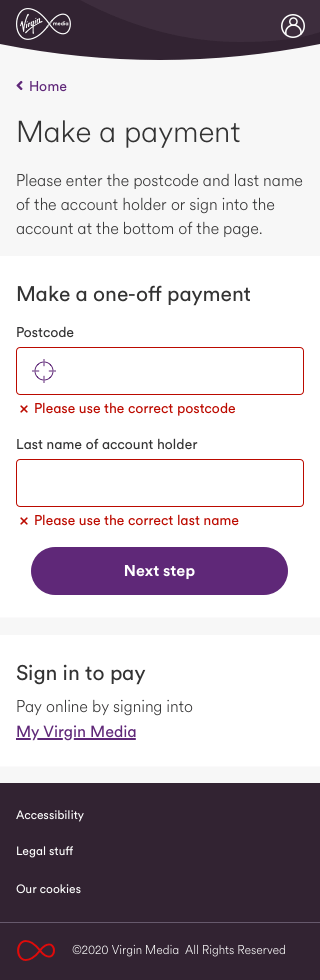 Virgin media
Home
Make a payment
Please enter the postcode and last name
of the account holder or sign into the
account at the bottom of the page.
Make a one-off payment
Postcode
× Please use the correct postcode
Last name of account holder
× Please use the correct last name
Next step
Sign in to pay
Pay online by signing into
My Virgin Media
Accessibility
Legal stuff
Our cookies
©2020 Virgin Media All Rights Reserved